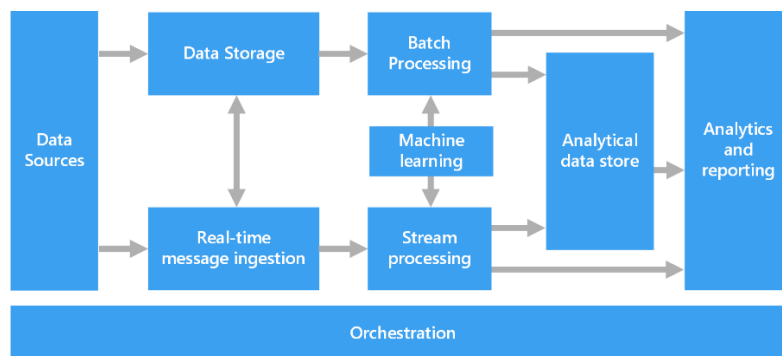 Data Sources
Data Storage
Real-time
message ingestion
Batch
Processing
Machine
learning
Stream
processing
Analytical
data store
Analytics
and
reporting
Orchestration